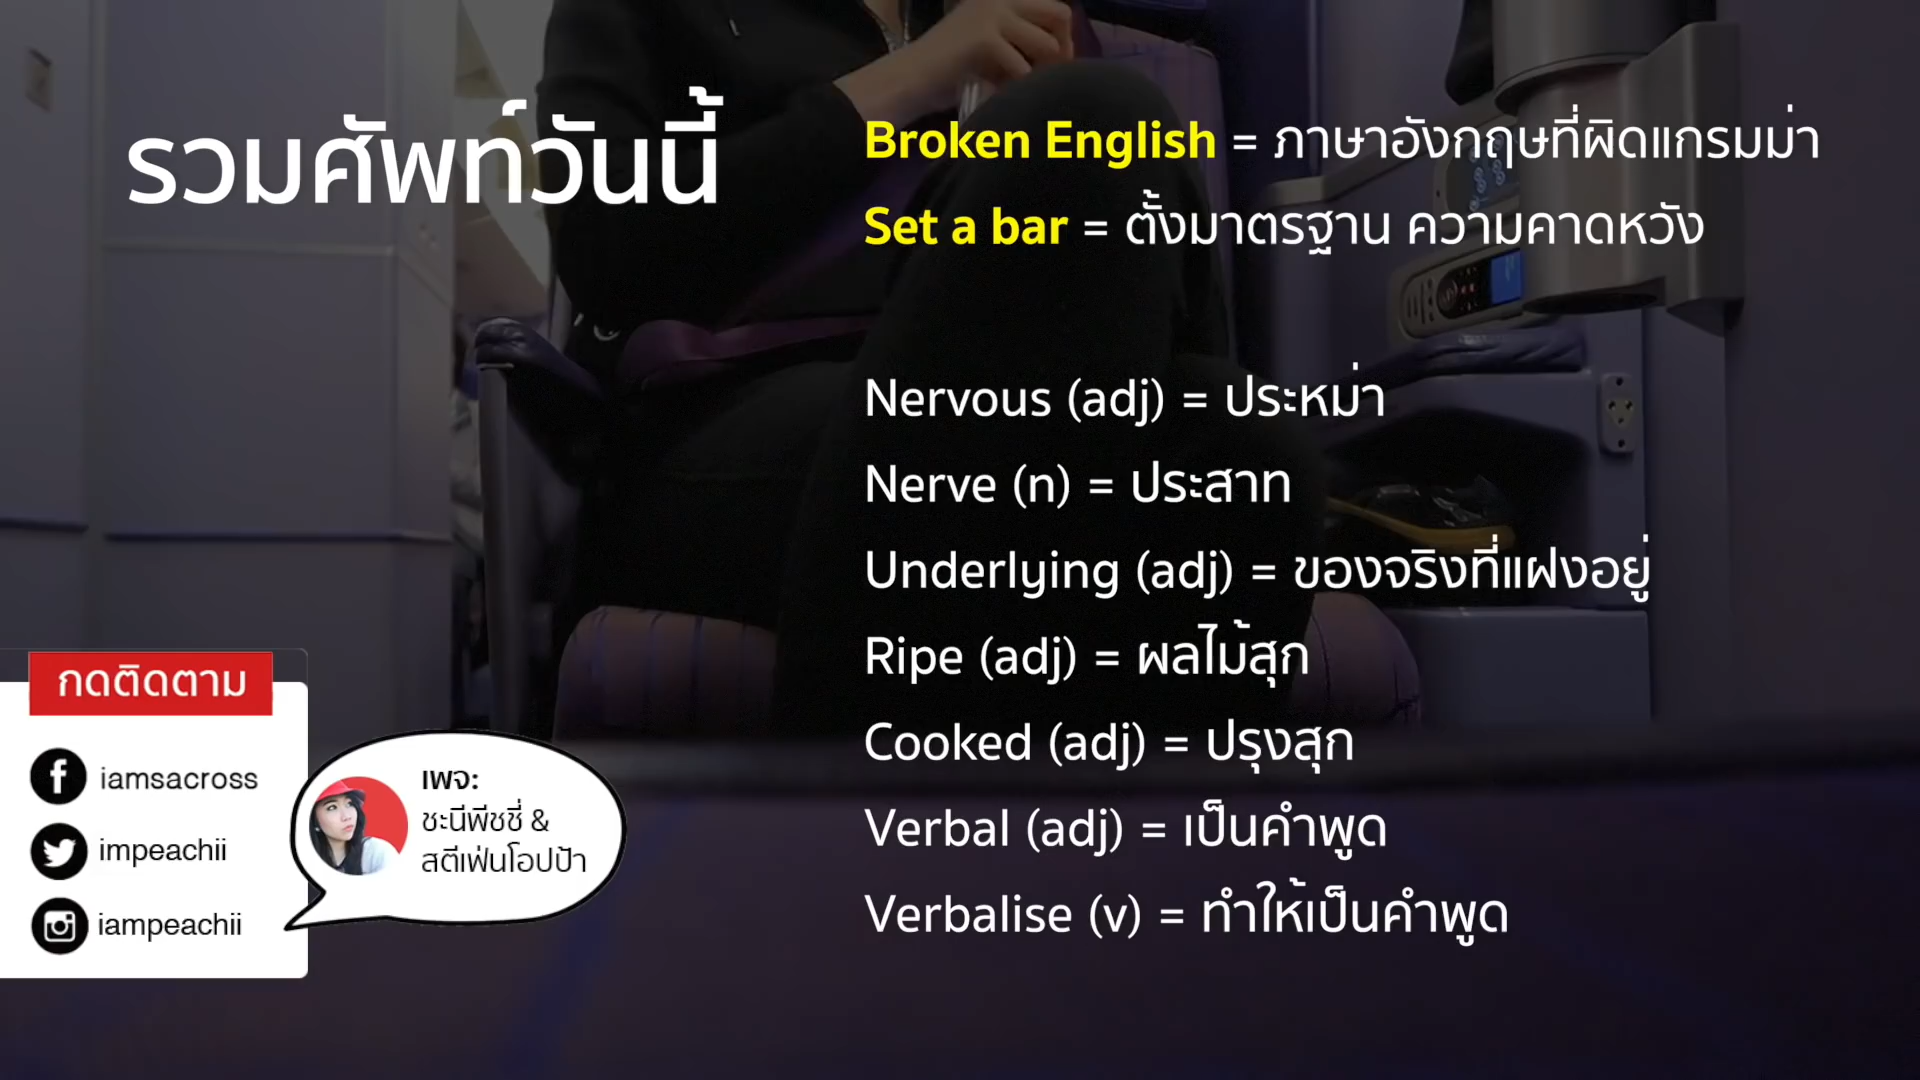 รวมศัพท์วันนี้
Broken English = ภาษาอังกฤษที่ผิดแกรมม่า
Set a bar = ตั้งมาตรฐาน ความคาดหวัง
Nervous (adj) = ประหม่า
Nerve (n) = ประสาท
Underlying (adj) = ของจริงที่แฝงอยู่
Ripe (adj) = ผลไม้สุก
Cooked (adj) = ปรุงสุก
Verbal (adj) = เป็นคำพูด
Verbalise (v) = ทำให้เป็นคำพูด
กดติดตาม
iamsacross
impeachii
iampeachii
เพจ:
ชะนีพีชชี่ &
สตีเฟ่นโอปป้า